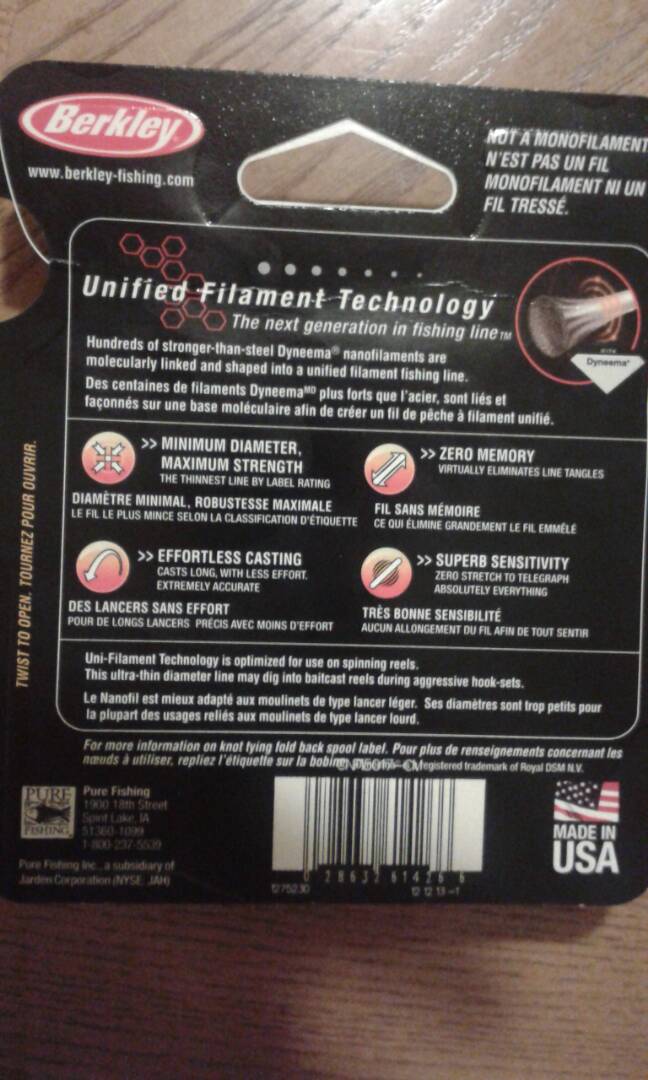 Berkley
www.berkley-fishing.com
NOT A MONOFILAMENT
N'EST PAS UN FIL
MONOFILAMENT NI UN
FIL TRESSÉ.
Unified Filament Technology
The next generation in fishing line™
Hundreds of stronger-than-steel Dyneema® nanofilaments are
molecularly linked and shaped into a unified filament fishing line.
Des centaines de filaments Dyneemaᴹᴰ plus forts que l'acier, sont liés et
façonnés sur une base moléculaire afin de créer un fil de pêche à filament unifié.
Dyneema®
>> MINIMUM DIAMETER,
MAXIMUM STRENGTH
THE THINNEST LINE BY LABEL RATING
DIAMÈTRE MINIMAL, ROBUSTESSE MAXIMALE
LE FIL LE PLUS MINCE SELON LA CLASSIFICATION D'ÉTIQUETTE
>> ZERO MEMORY
VIRTUALLY ELIMINATES LINE TANGLES
FIL SANS MÉMOIRE
CE QUI ÉLIMINE GRANDEMENT LE FIL EMMÊLÉ
>> EFFORTLESS CASTING
CASTS LONG, WITH LESS EFFORT.
EXTREMELY ACCURATE
DES LANCERS SANS EFFORT
POUR DE LONGS LANCERS PRÉCIS AVEC MOINS D'EFFORT
>> SUPERB SENSITIVITY
ZERO STRETCH TO TELEGRAPH
ABSOLUTELY EVERYTHING
TRÈS BONNE SENSIBILITÉ
AUCUN ALLONGEMENT DU FIL AFIN DE TOUT SENTIR
Uni-Filament Technology is optimized for use on spinning reels.
This ultra-thin diameter line may dig into baitcast reels during aggressive hook-sets.
Le Nanofil est mieux adapté aux moulinets de type lancer léger. Ses diamètres sont trop petits pour
la plupart des usages reliés aux moulinets de type lancer lourd.
TWIST TO OPEN. TOURNEZ POUR OUVRIR.
For more information on knot tying fold back spool label. Pour plus de renseignements concernant les
nœuds à utiliser, repliez l'étiquette sur la bobine. registered trademark of Royal DSM N.V.
PURE
FISHING
Pure Fishing
1900 18th Street
Spirit Lake, IA
51360-1099
1-800-237-5539
Pure Fishing Inc., a subsidiary of
Jarden Corporation (NYSE: JAH)
0 28632 61426 6
1275230
12 12 13 -1
MADE IN
USA